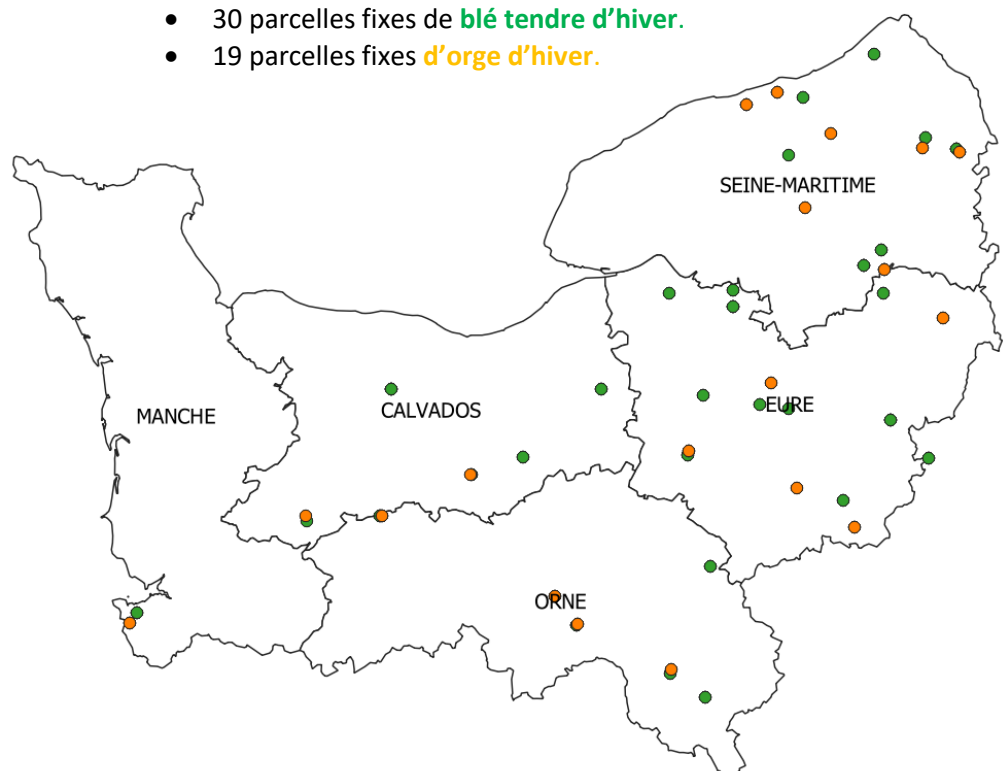 • 30 parcelles fixes de blé tendre d’hiver.
• 19 parcelles fixes d’orge d’hiver.
SEINE-MARITIME
MANCHE
CALVADOS
EURE
ORNE